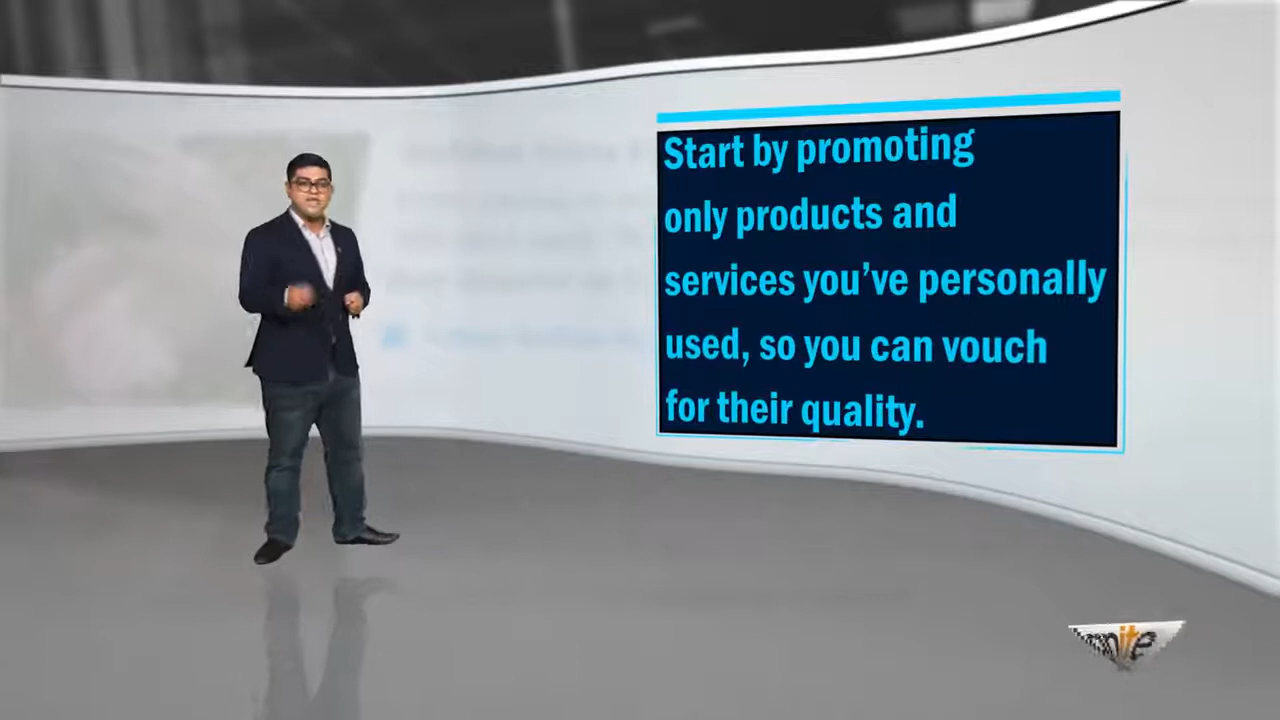 Start by promoting
only products and
services you’ve personally
used, so you can vouch
for their quality.